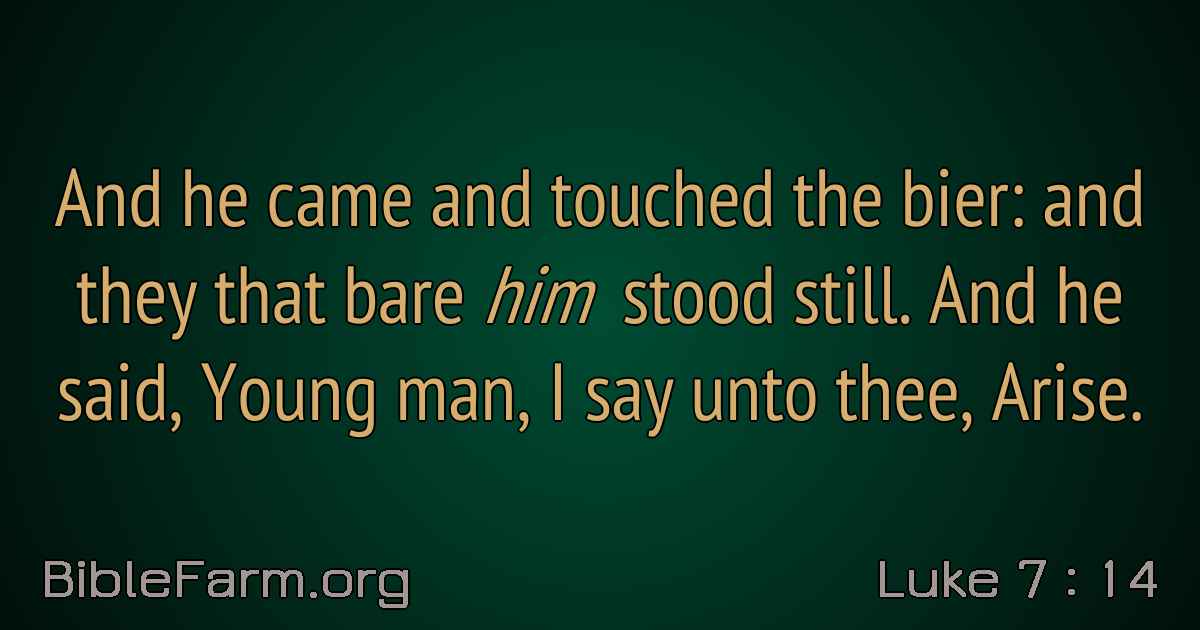 And he came and touched the bier: and
they that bare him stood still. And he
said, Young man, I say unto thee, Arise.
BibleFarm.org
Luke 7 : 14